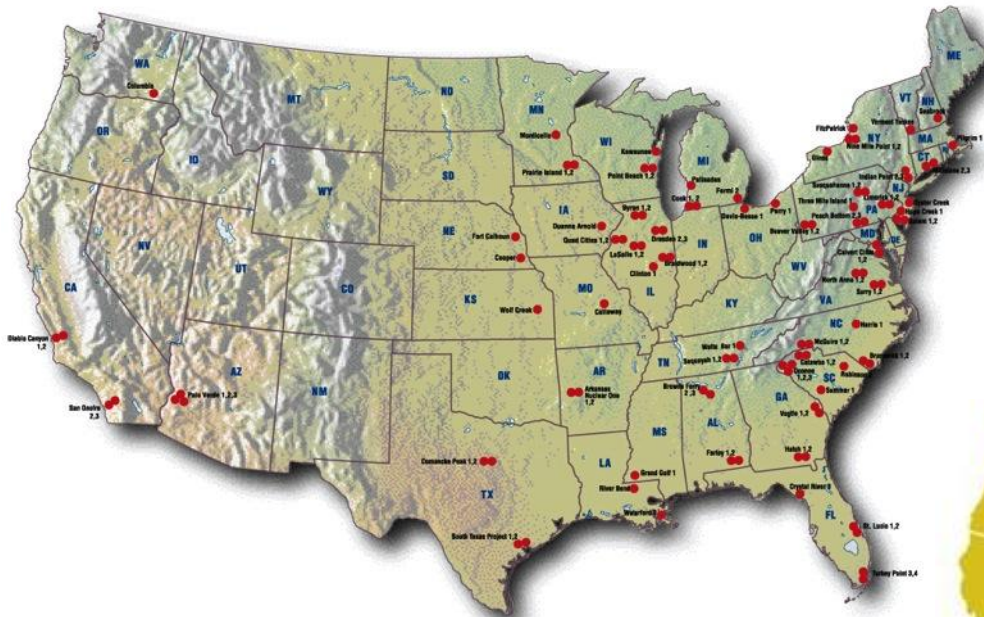 WA
Columbia
OR
ID
MT
ND
SD
WY
NE
NV
UT
CO
CA
AZ
NM
KS
OK
TX
MN
Monticello
Prairie Island 1,2
WI
Kewaunee
Point Beach 1,2
MI
Palisades
Fermi 2
Cook 1, 2
IA
Duane Arnold
Quad Cities 1,2
Byron 1,2
Dresden 2,3
LaSalle 1,2
Braidwood 1,2
Clinton 1
IL
IN
OH
Davis-Besse 1
Perry 1
Fort Calhoun
Cooper
Wolf Creek
MO
Callaway
KY
WV
VA
ME
VT
NH
Seabrook
Vermont Yankee
MA
Pilgrim 1
CT
FitzPatrick
NY
Nine Mile Point 1,2
Indian Point
Susquehanna 1,2
NJ
Three Mile Island 1
PA
Peach Bottom 2,3
Beaver Valley 1,2
Oyster Creek
Hope Creek 1
MD
DE
Calvert Cliffs
1,2
North Anna 1,2
Surry 1,2
NC
Harris 1
McGuire 1,2
Catawba 1,2
Oconee
1,2,3
Brunswick 1,2
Robinson
SC
Summer 1
Vogtle 1,2
GA
Hatch 1,2
TN
Watts Bar 1
Sequoyah 1,2
Browns Ferry
AL
Farley 1,2
MS
AR
Arkansas
Nuclear One
1,2
LA
Grand Gulf 1
River Bend
Waterford
Comanche Peak 1,2
South Texas Project 1,2
Diablo Canyon
1,2
San Onofre
2,3
Palo Verde 1,2,3
Crystal River 3
FL
St. Lucie 1,2
Turkey Point 3,4